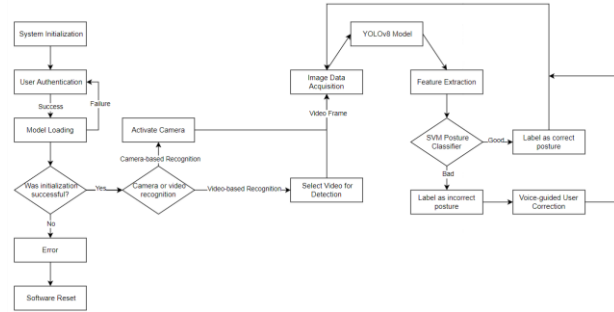 System Initialization
User Authentication
Success
Failure
Model Loading
Was initialization
successful?
Yes
No
Error
Software Reset
Activate Camera
Camera-based Recognition
Camera or video
recognition
Video-based Recognition
Select Video for
Detection
Video Frame
Image Data
Acquisition
YOLOv8 Model
Feature Extraction
SVM Posture
Classifier
Good
Label as correct
posture
Bad
Label as incorrect
posture
Voice-guided User
Correction